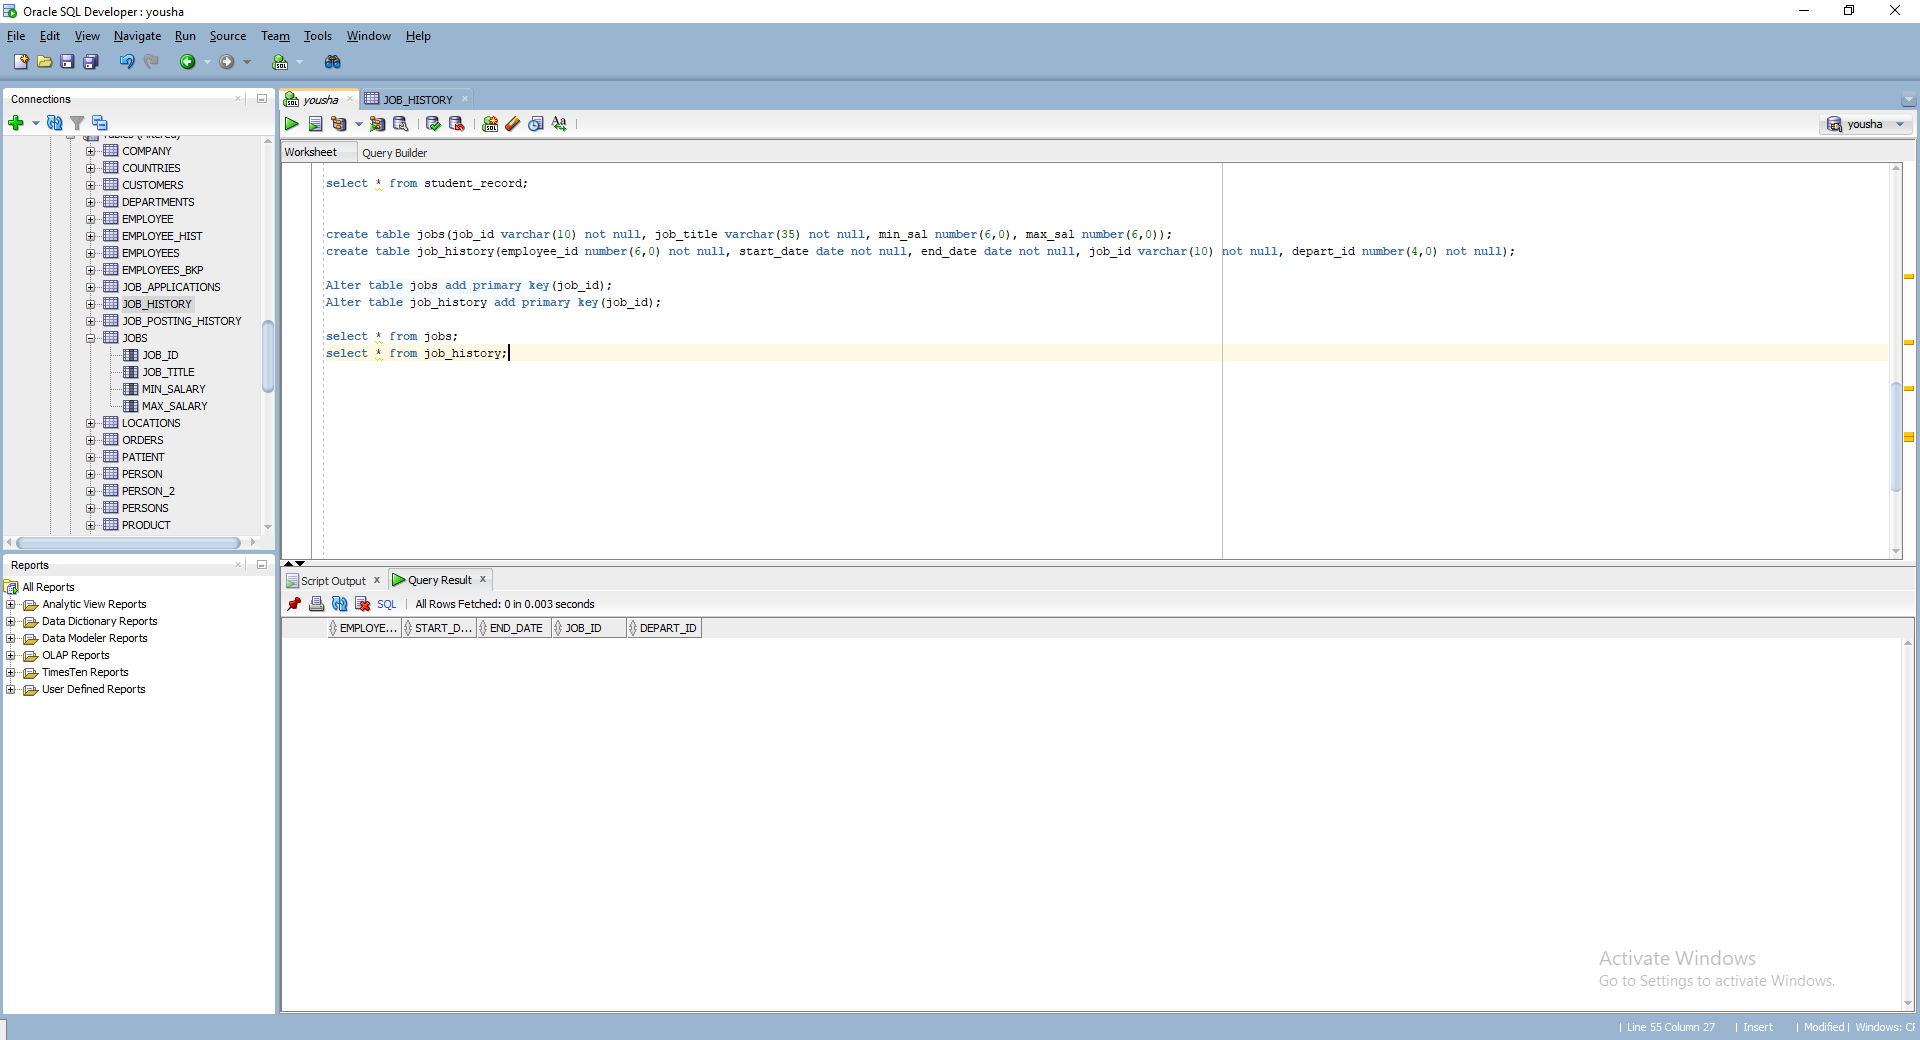 Oracle SQL Developer : yousha
File Edit View Navigate Run Source Team Tools Window Help
Connections
yousha
JOB_HISTORY
yousha
Worksheet
Query Builder
Tables (Filtered)
COMPANY
COUNTRIES
CUSTOMERS
DEPARTMENTS
EMPLOYEE
EMPLOYEE_HIST
EMPLOYEES
EMPLOYEES_BKP
JOB_APPLICATIONS
JOB_HISTORY
JOB_POSTING_HISTORY
JOBS
JOB_ID
JOB_TITLE
MIN_SALARY
MAX_SALARY
LOCATIONS
ORDERS
PATIENT
PERSON
PERSON_2
PERSONS
PRODUCT
select * from student_record;
create table jobs(job_id varchar(10) not null, job_title varchar(35) not null, min_sal number(6,0), max_sal number(6,0));
create table job_history(employee_id number(6,0) not null, start_date date not null, end_date date not null, job_id varchar(10) not null, depart_id number(4,0) not null);
Alter table jobs add primary key(job_id);
Alter table job_history add primary key(job_id);
select * from jobs;
select * from job_history;
Reports
All Reports
Analytic View Reports
Data Dictionary Reports
Data Modeler Reports
OLAP Reports
TimesTen Reports
User Defined Reports
Script Output x
Query Result x
SQL | All Rows Fetched: 0 in 0.003 seconds
EMPLOYE... START_D... END_DATE JOB_ID DEPART_ID
Activate Windows
Go to Settings to activate Windows.
| Line 55 Column 27 | Insert | Modified | Windows: CF